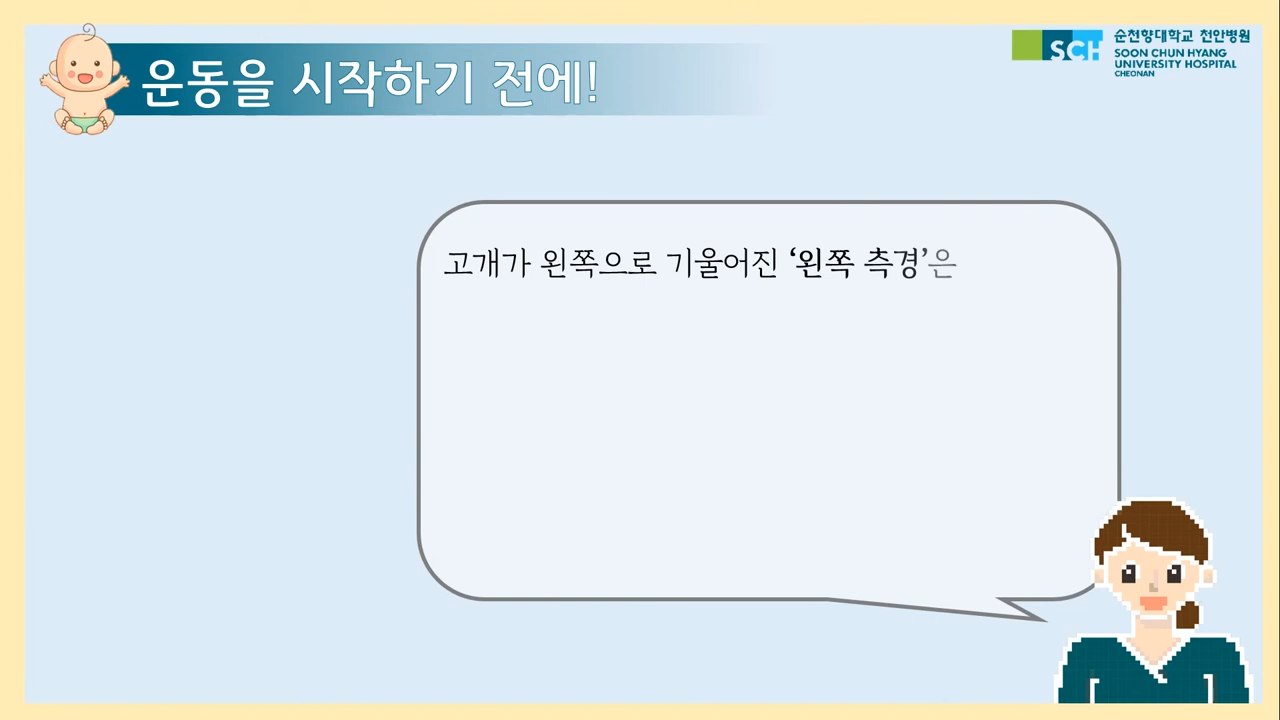 운동을 시작하기 전에!
SCH
순천향대학교 천안병원
SOON CHUN HYANG
UNIVERSITY HOSPITAL
CHEONAN
고개가 왼쪽으로 기울어진 ‘왼쪽 측경’은